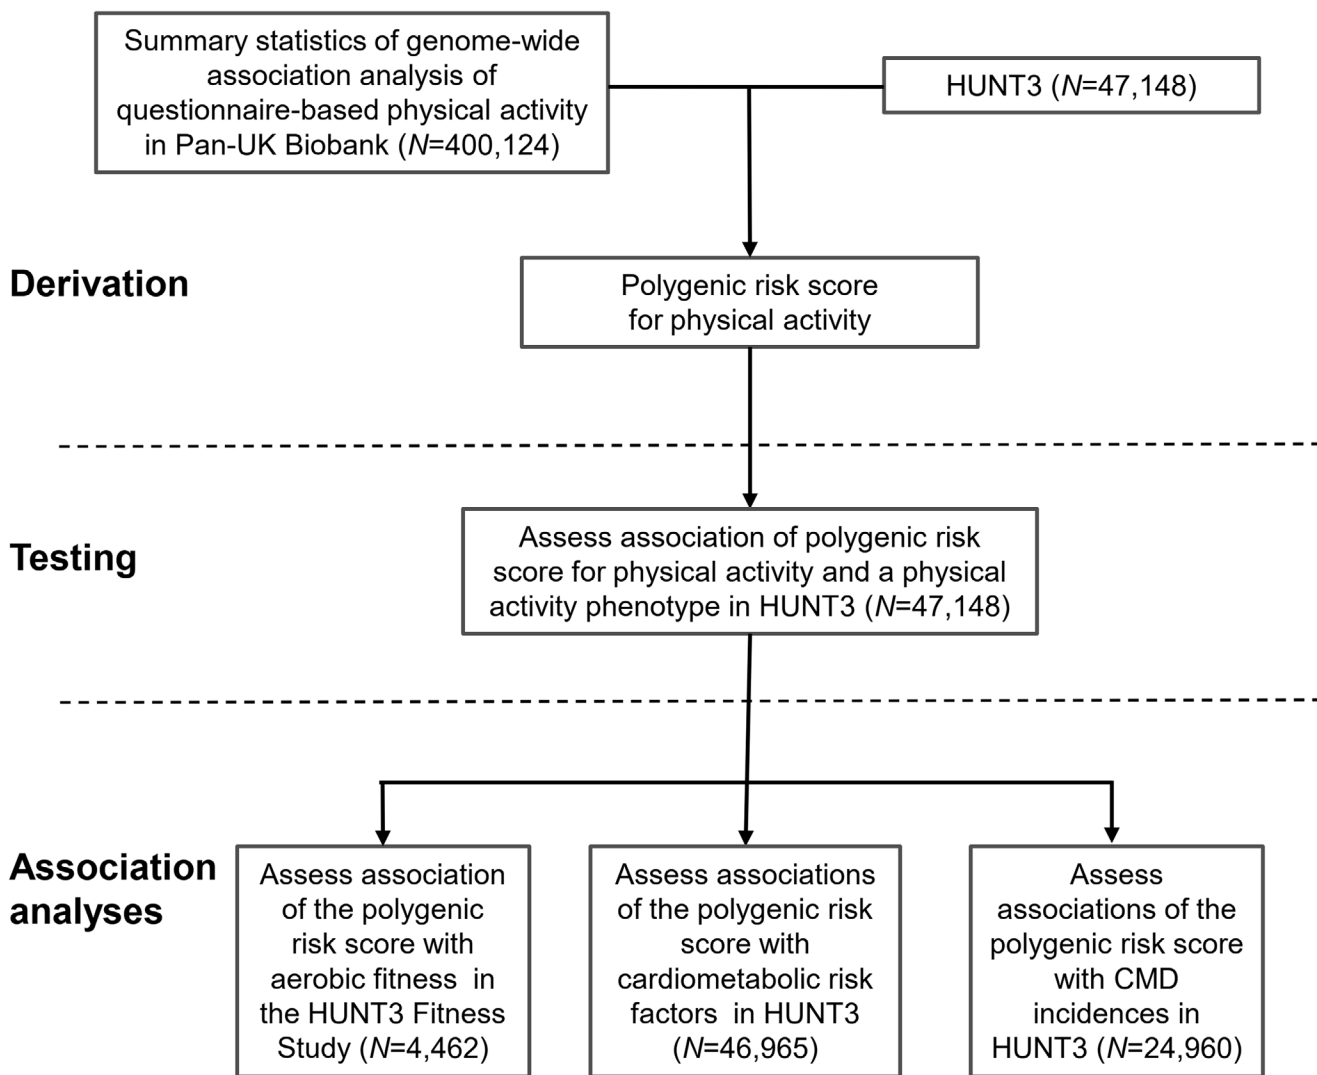 Summary statistics of genome-wide
association analysis of
questionnaire-based physical activity
in Pan-UK Biobank (N=400,124)
HUNT3 (N=47,148)
Derivation
Polygenic risk score
for physical activity
Testing
Assess association of polygenic risk
score for physical activity and a physical
activity phenotype in HUNT3 (N=47,148)
Association
analyses
Assess association
of the polygenic
risk score with
aerobic fitness in
the HUNT3 Fitness
Study (N=4,462)
Assess associations
of the polygenic risk
score with
cardiometabolic risk
factors in HUNT3
(N=46,965)
Assess
associations of the
polygenic risk score
with CMD
incidences in
HUNT3 (N=24,960)